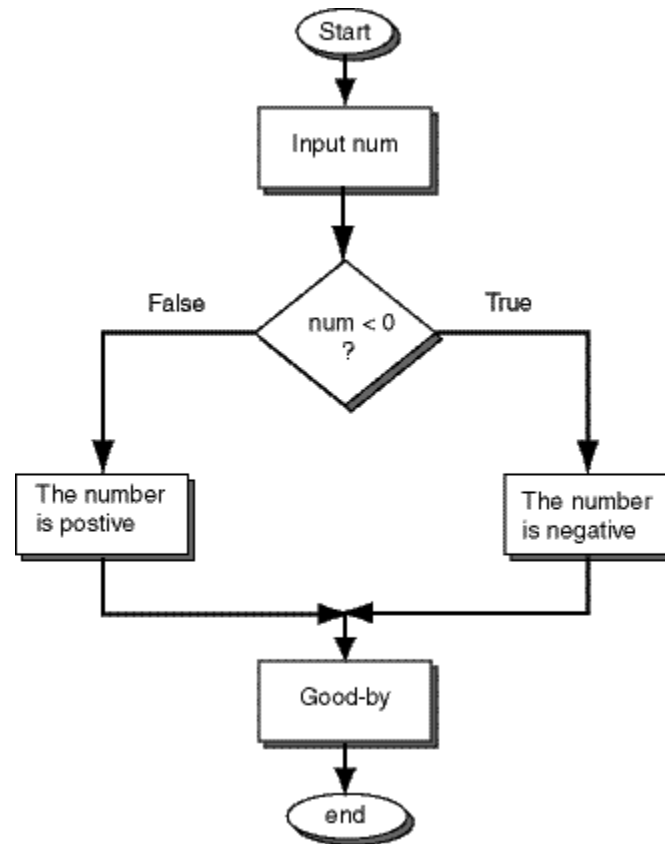 Start
Input num
False
True
num < 0
?
The number
is postive
The number
is negative
Good-by
end